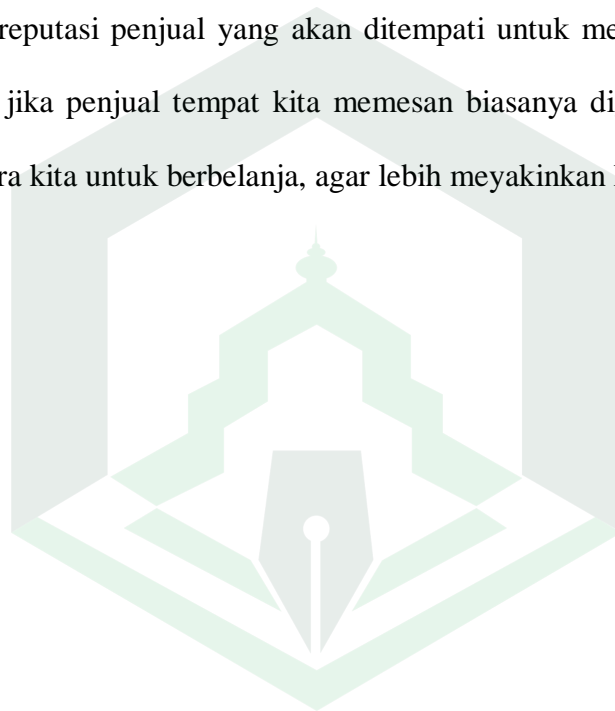 reputasi penjual yang akan ditempati untuk me
jika penjual tempat kita memesan biasanya di
kita untuk berbelanja, agar lebih meyakinkan